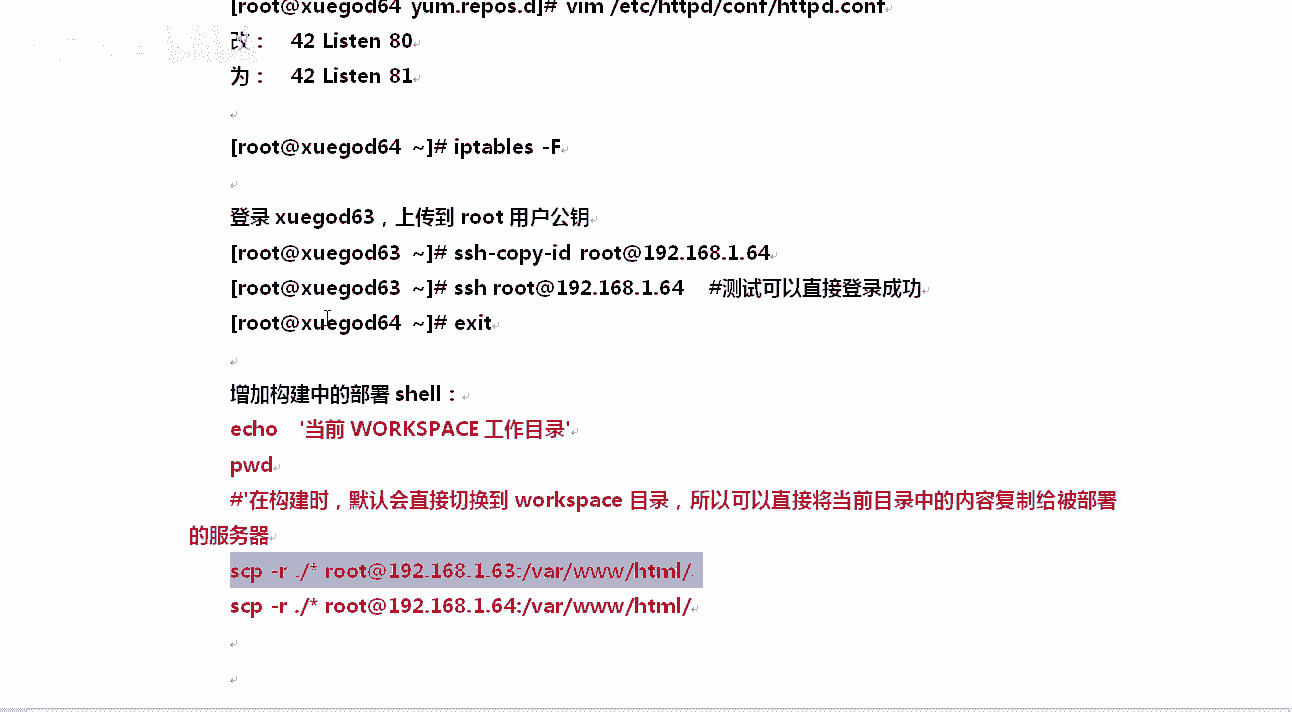 [root@xuegod64 yum.repos.d]# vim /etc/httpd/conf/httpd.conf
改： 42 Listen 80
为： 42 Listen 81
[root@xuegod64 ~]# iptables -F
登录 xuegod63，上传到 root 用户公钥
[root@xuegod63 ~]# ssh-copy-id root@192.168.1.64
[root@xuegod63 ~]# ssh root@192.168.1.64 #测试可以直接登录成功
[root@xuegod64 ~]# exit
增加构建中的部署 shell：
echo '当前 WORKSPACE 工作目录'
pwd
#'在构建时，默认会直接切换到 workspace 目录，所以可以直接将当前目录中的内容复制给被部署
的服务器
scp -r ./* root@192.168.1.63:/var/www/html/
scp -r ./* root@192.168.1.64:/var/www/html/